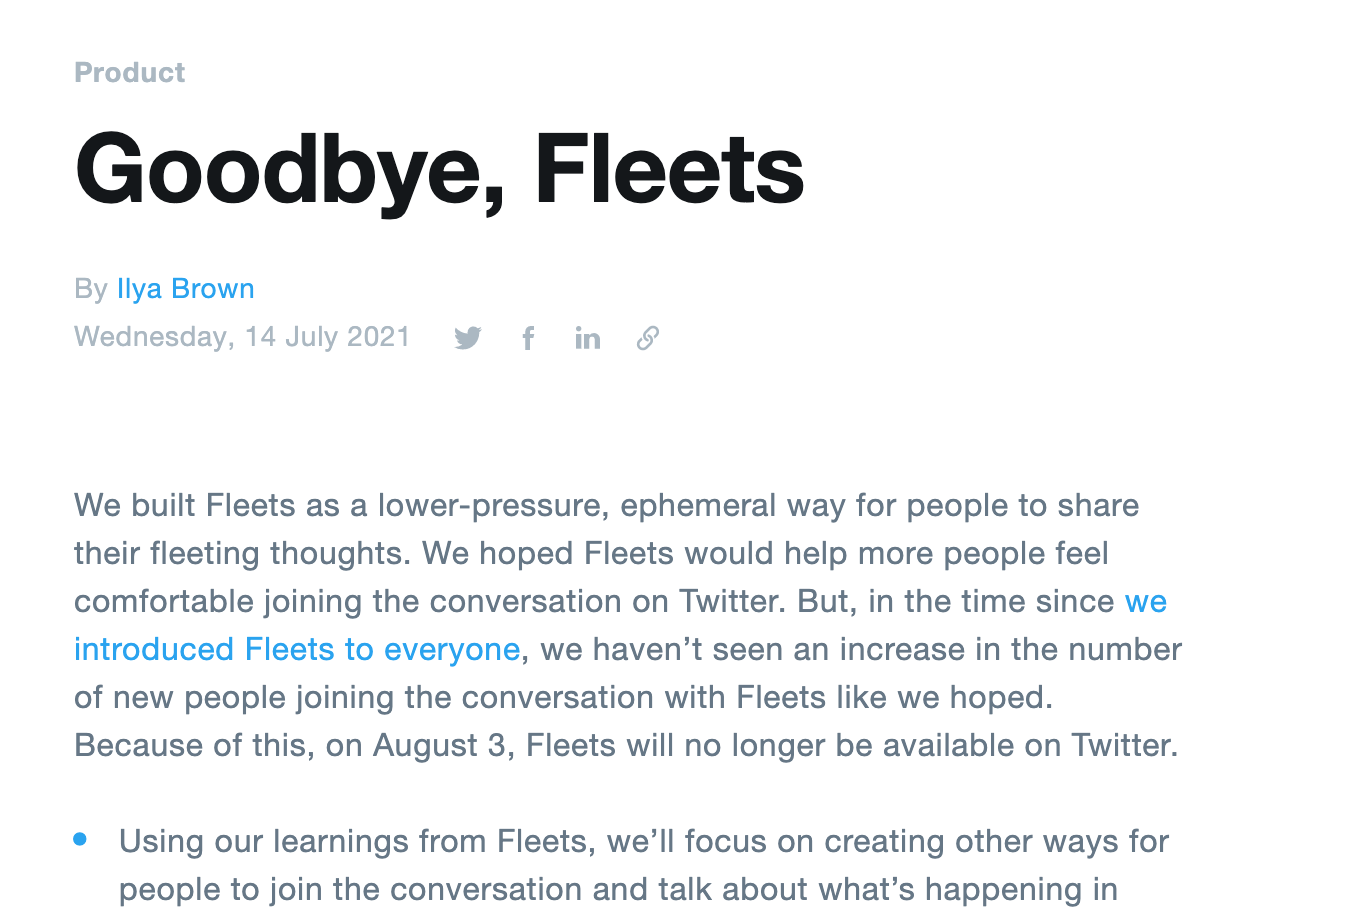 Product
Goodbye, Fleets
By Ilya Brown
Wednesday, 14 July 2021
We built Fleets as a lower-pressure, ephemeral way for people to share
their fleeting thoughts. We hoped Fleets would help more people feel
comfortable joining the conversation on Twitter. But, in the time since we
introduced Fleets to everyone, we haven’t seen an increase in the number
of new people joining the conversation with Fleets like we hoped.
Because of this, on August 3, Fleets will no longer be available on Twitter.
Using our learnings from Fleets, we’ll focus on creating other ways for
people to join the conversation and talk about what’s happening in